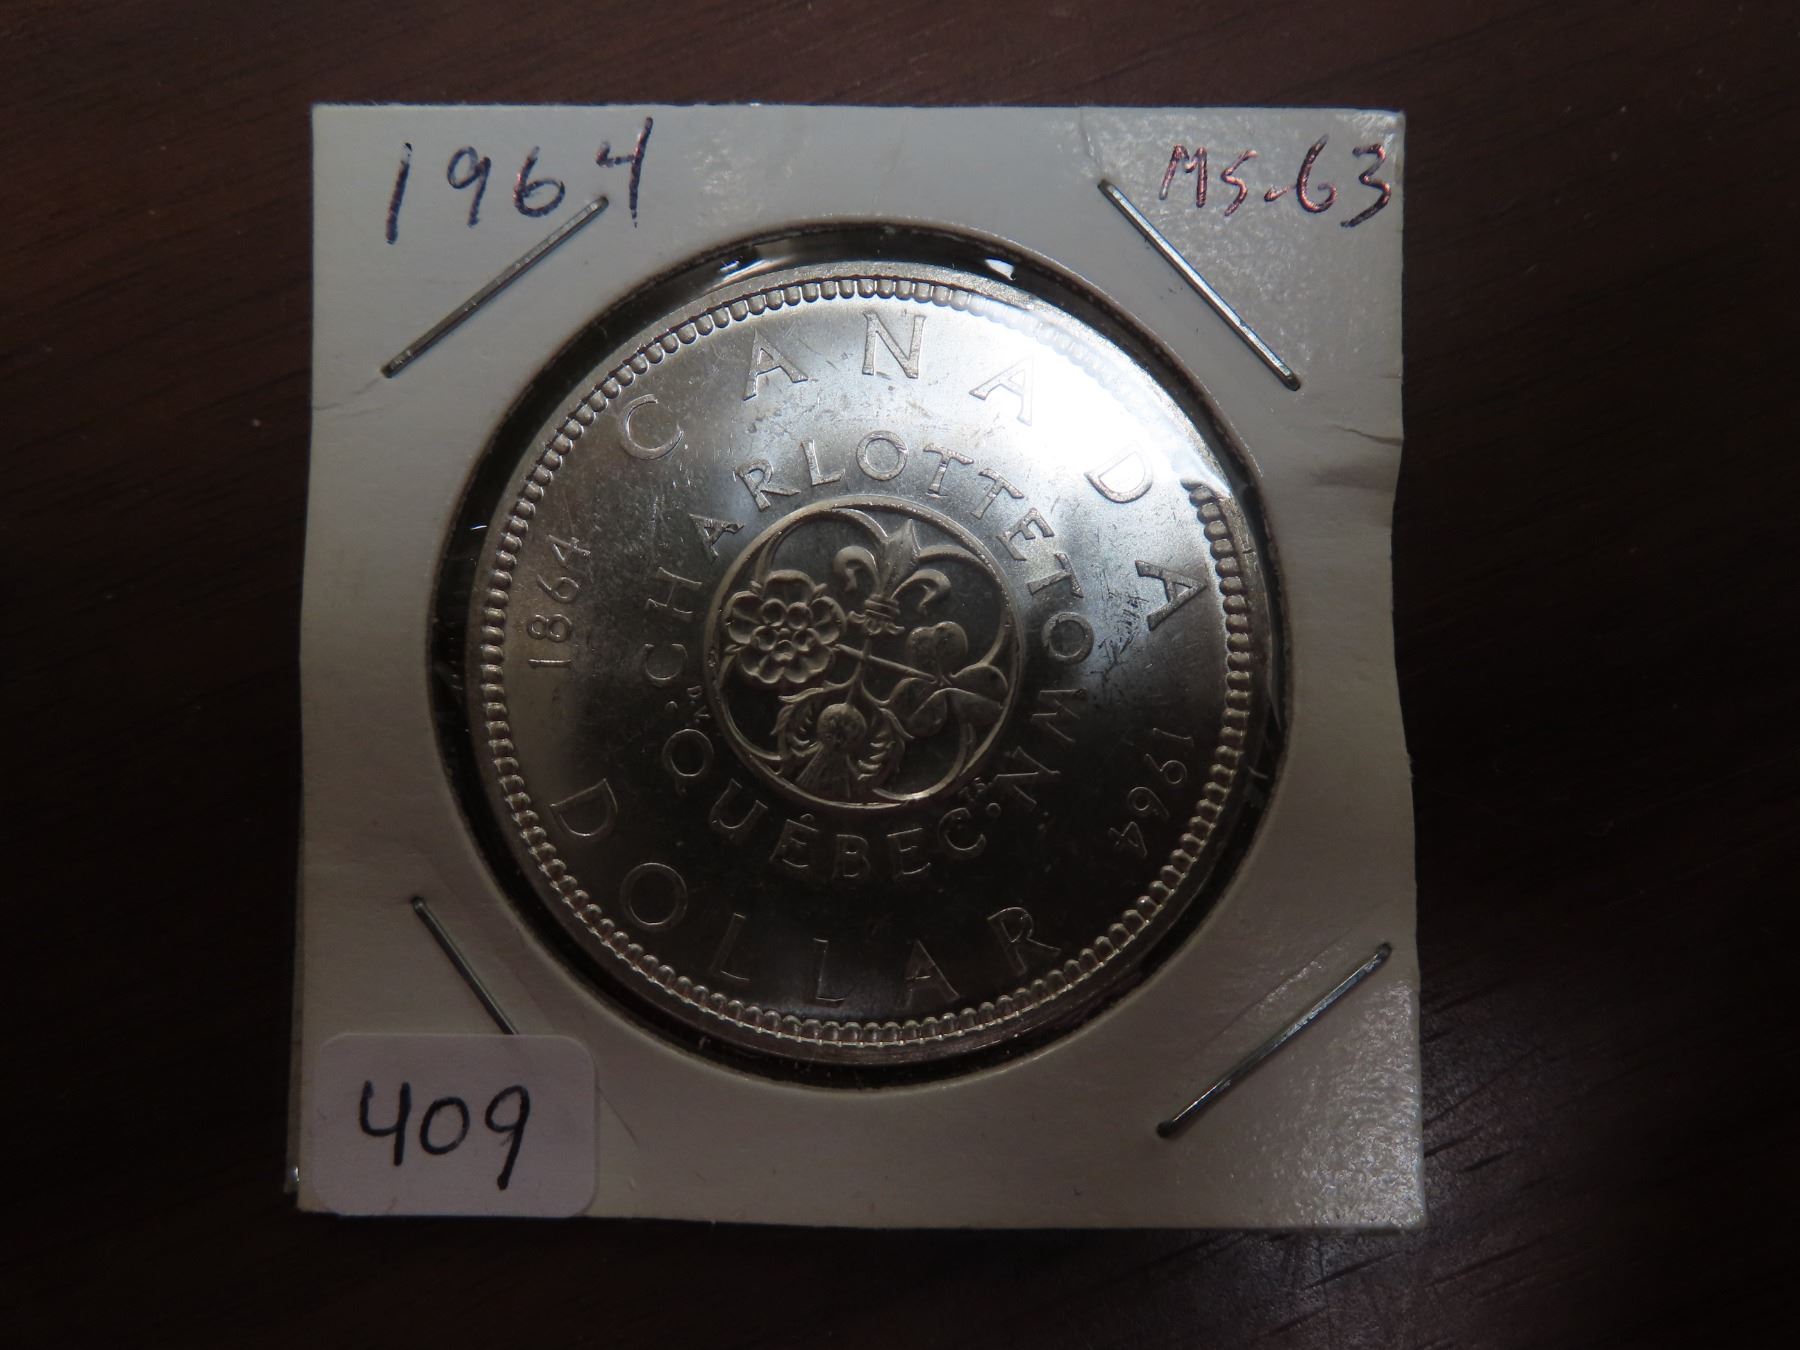 1964
MS-63
CANADA
CHARLOTTETOWN.
1864
1964
D.V.
T.S.
.QUÉBEC.
DOLLAR
409